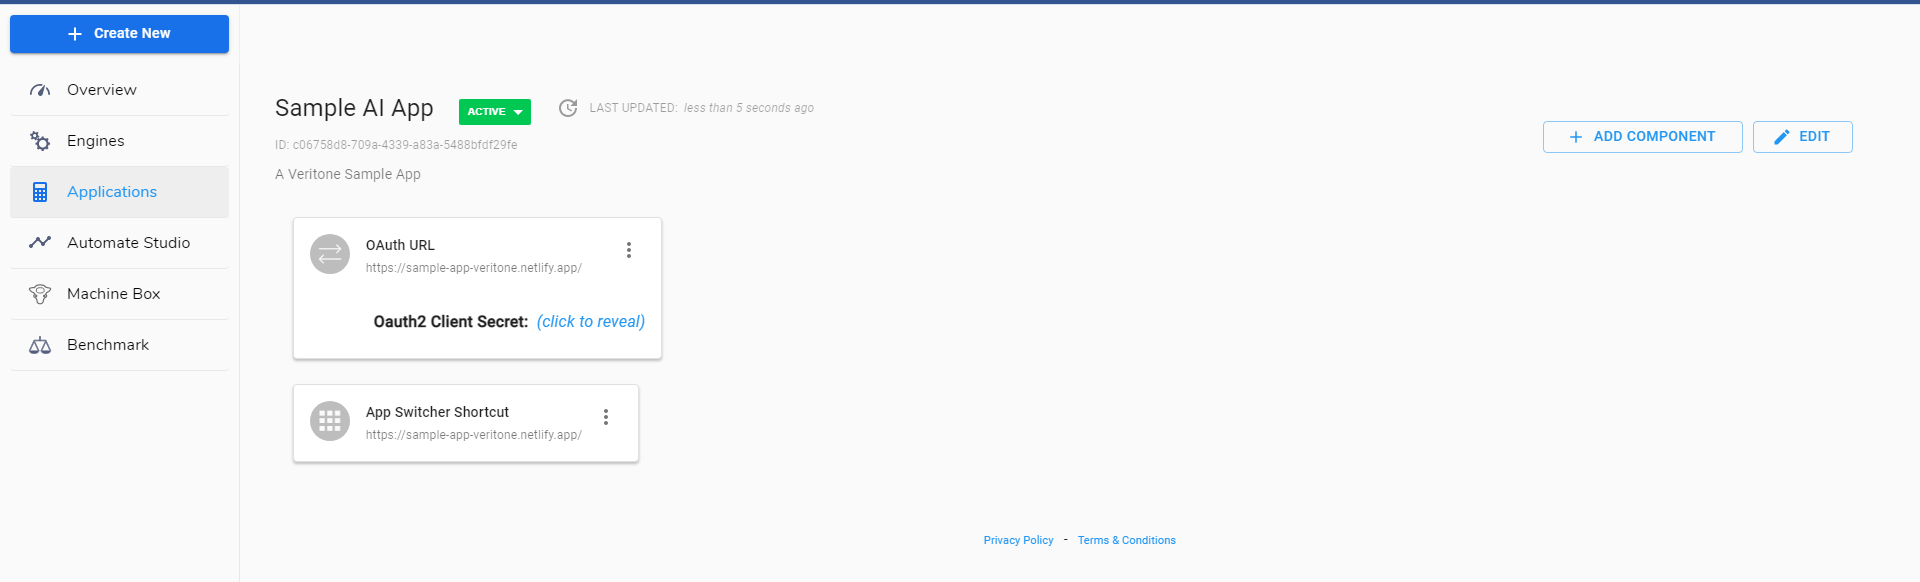 Create New
Overview
Engines
Applications
Automate Studio
Machine Box
Benchmark
Sample AI App
ACTIVE
LAST UPDATED: less than 5 seconds ago
ID: c06758d8-709a-4339-a83a-5488bfdf29fe
A Veritone Sample App
ADD COMPONENT
EDIT
OAuth URL
https://sample-app-veritone.netlify.app/
Oauth2 Client Secret: (click to reveal)
App Switcher Shortcut
https://sample-app-veritone.netlify.app/
Privacy Policy - Terms & Conditions